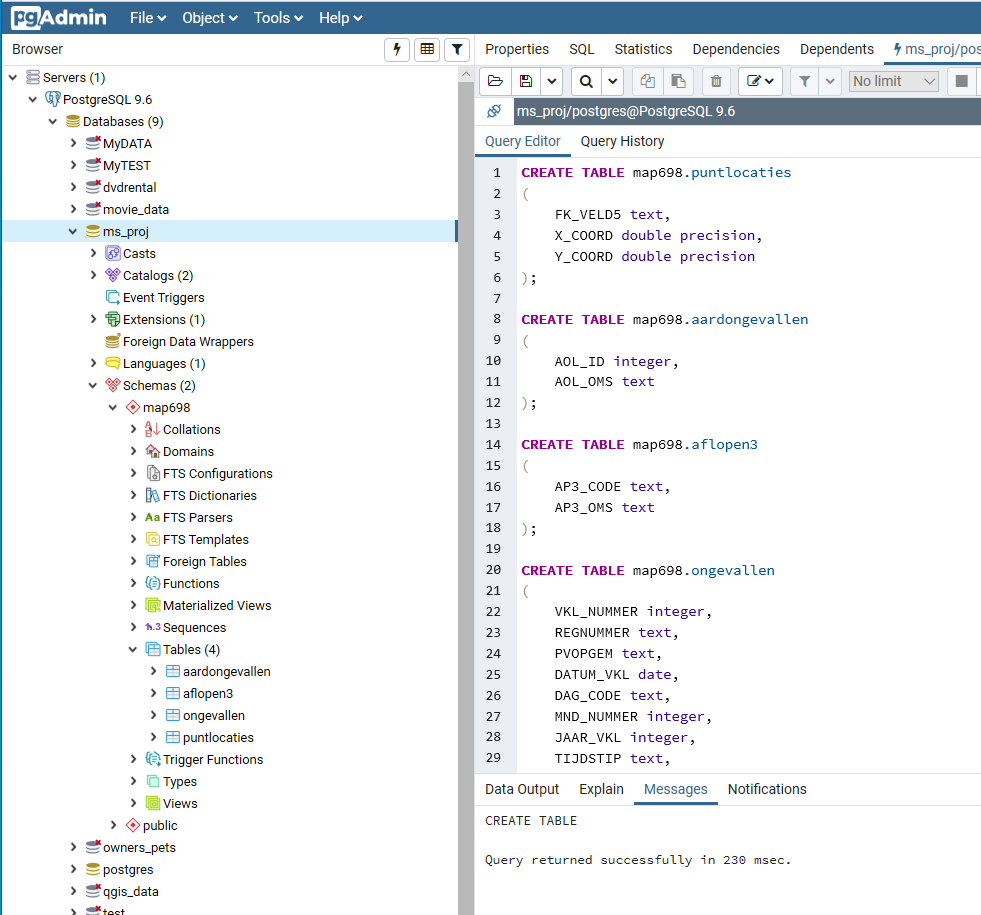 pgAdmin File Object Tools Help
Browser
Properties SQL Statistics Dependencies Dependents ms_proj/pos
No limit
ms_proj/postgres@PostgreSQL 9.6
Query Editor Query History
Servers (1)
PostgreSQL 9.6
Databases (9)
MyDATA
MyTEST
dvdrental
movie_data
ms_proj
Casts
Catalogs (2)
Event Triggers
Extensions (1)
Foreign Data Wrappers
Languages (1)
Schemas (2)
map698
Collations
Domains
FTS Configurations
FTS Dictionaries
Aa FTS Parsers
FTS Templates
Foreign Tables
Functions
Materialized Views
1..3 Sequences
Tables (4)
aardongevallen
aflopen3
ongevallen
puntlocaties
Trigger Functions
Types
Views
public
owners_pets
postgres
qgis_data
test
1 CREATE TABLE map698.puntlocaties
2 (
3 FK_VELD5 text,
4 X_COORD double precision,
5 Y_COORD double precision
6 );
7
8 CREATE TABLE map698.aardongevallen
9 (
10 AOL_ID integer,
11 AOL_OMS text
12 );
13
14 CREATE TABLE map698.aflopen3
15 (
16 AP3_CODE text,
17 AP3_OMS text
18 );
19
20 CREATE TABLE map698.ongevallen
21 (
22 VKL_NUMMER integer,
23 REGNUMMER text,
24 PVOPGEM text,
25 DATUM_VKL date,
26 DAG_CODE text,
27 MND_NUMMER integer,
28 JAAR_VKL integer,
29 TIJDSTIP text,
Data Output Explain Messages Notifications
CREATE TABLE
Query returned successfully in 230 msec.